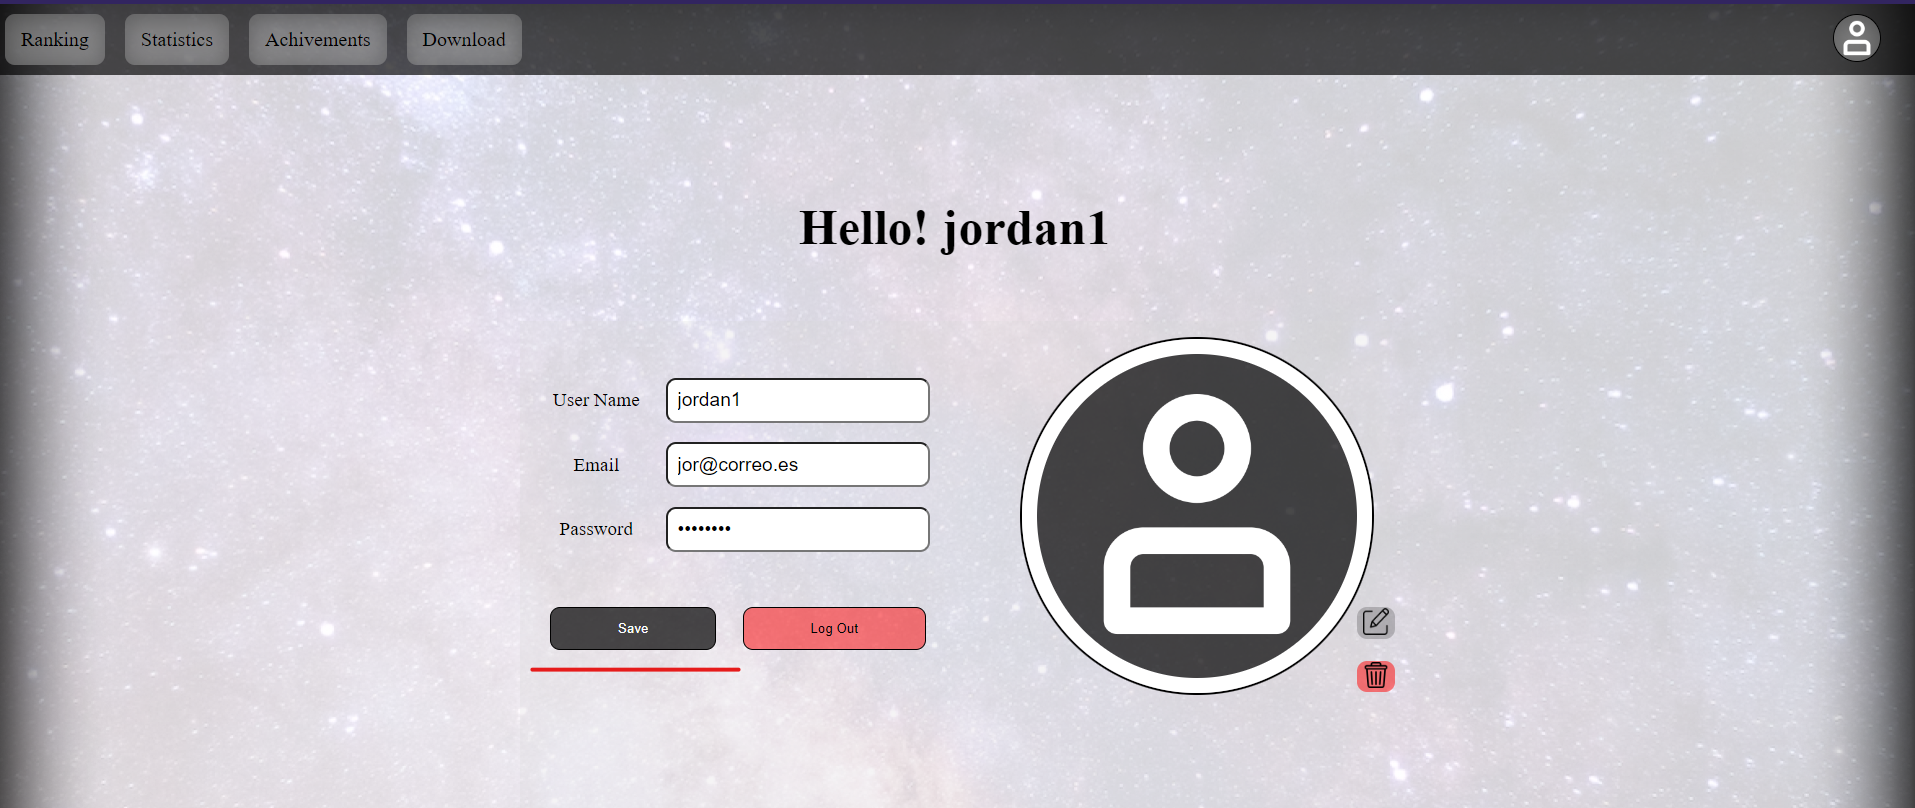 Ranking Statistics Achivements Download
Hello! jordan1
User Name jordan1
Email jor@correo.es
Password ••••••••
Save Log Out